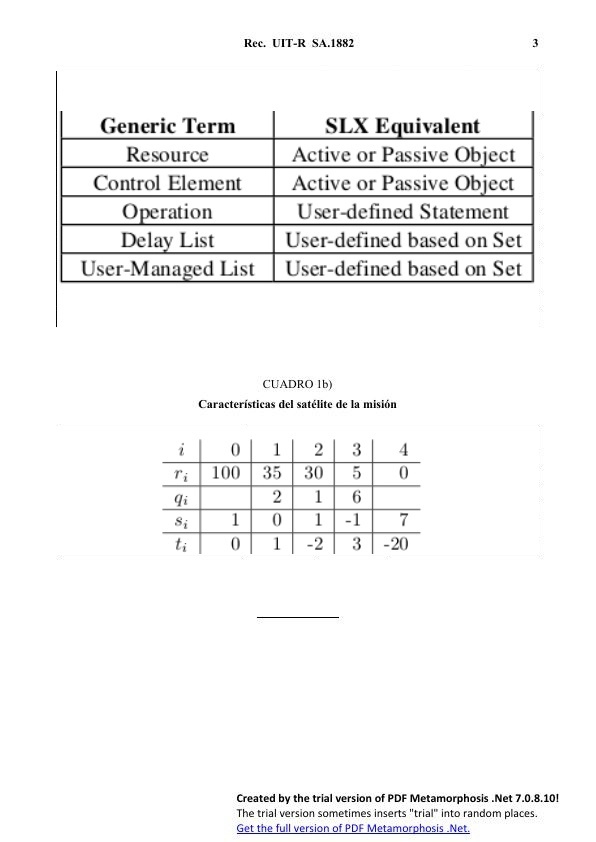 Rec. UIT-R SA.1882 3
Generic Term SLX Equivalent
Resource Active or Passive Object
Control Element Active or Passive Object
Operation User-defined Statement
Delay List User-defined based on Set
User-Managed List User-defined based on Set
CUADRO 1b)
Características del satélite de la misión
i 0 1 2 3 4
rᵢ 100 35 30 5 0
qᵢ 2 1 6
sᵢ 1 0 1 -1 7
tᵢ 0 1 -2 3 -20
Created by the trial version of PDF Metamorphosis .Net 7.0.8.10!
The trial version sometimes inserts "trial" into random places.
Get the full version of PDF Metamorphosis .Net.